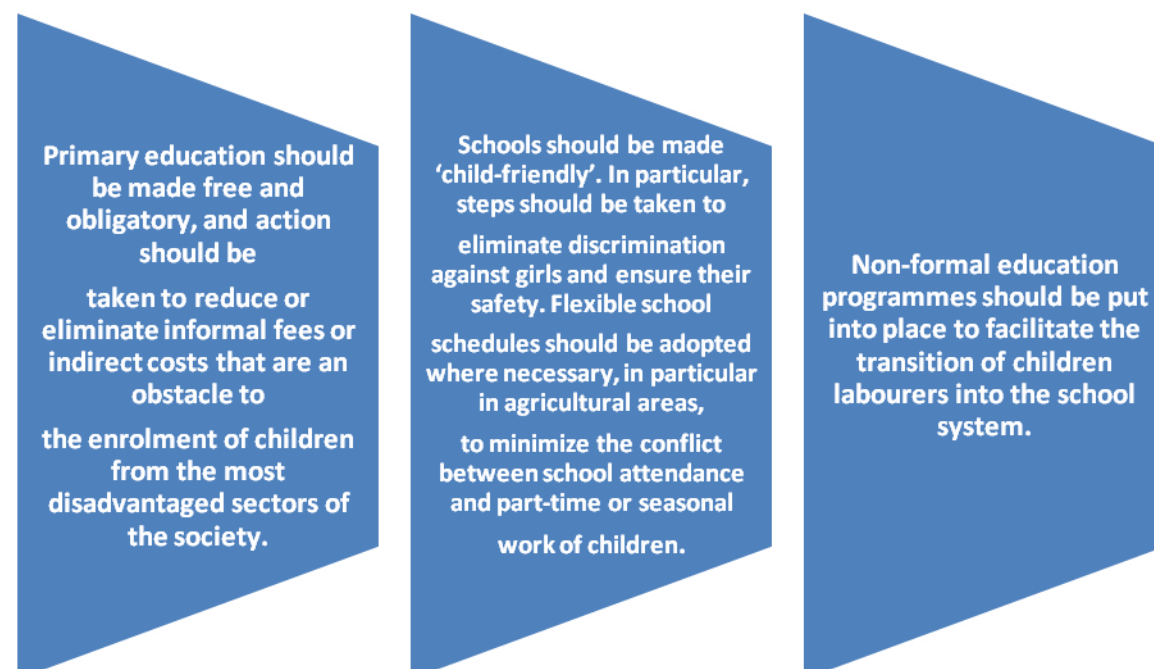 Primary education should
be made free and
obligatory, and action
should be
taken to reduce or
eliminate informal fees or
indirect costs that are an
obstacle to
the enrolment of children
from the most
disadvantaged sectors of
the society.
Schools should be made
‘child-friendly’. In particular,
steps should be taken to
eliminate discrimination
against girls and ensure their
safety. Flexible school
schedules should be adopted
where necessary, in particular
in agricultural areas,
to minimize the conflict
between school attendance
and part-time or seasonal
work of children.
Non-formal education
programmes should be put
into place to facilitate the
transition of children
labourers into the school
system.